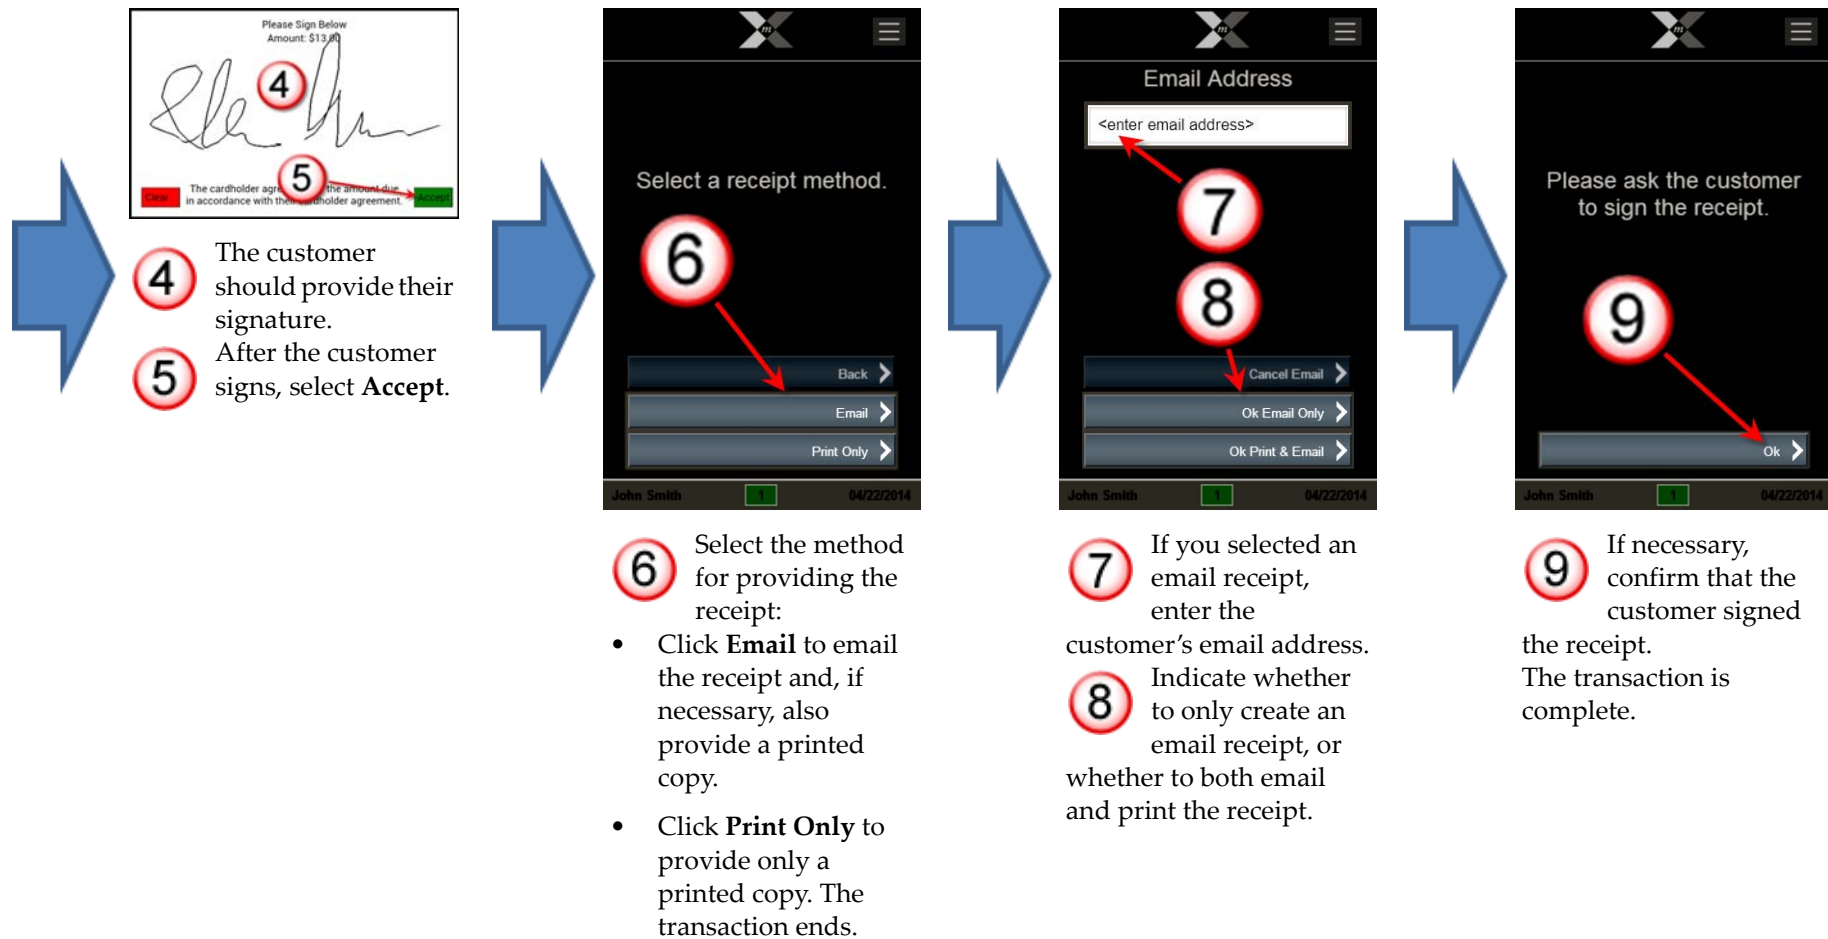 Please Sign Below
Amount: $13.00
4
5
Clear
The cardholder agr the amount due
in accordance with their cardholder agreement.
Accept
4
The customer
should provide their
signature.
5
After the customer
signs, select Accept.
m
Select a receipt method.
6
Back
Email
Print Only
John Smith
1
04/22/2014
6
Select the method
for providing the
receipt:
• Click Email to email
the receipt and, if
necessary, also
provide a printed
copy.
• Click Print Only to
provide only a
printed copy. The
transaction ends.
m
Email Address
<enter email address>
7
8
Cancel Email
Ok Email Only
Ok Print & Email
John Smith
1
04/22/2014
7
If you selected an
email receipt,
enter the
customer’s email address.
8
Indicate whether
to only create an
email receipt, or
whether to both email
and print the receipt.
m
Please ask the customer
to sign the receipt.
9
Ok
John Smith
1
04/22/2014
9
If necessary,
confirm that the
customer signed
the receipt.
The transaction is
complete.